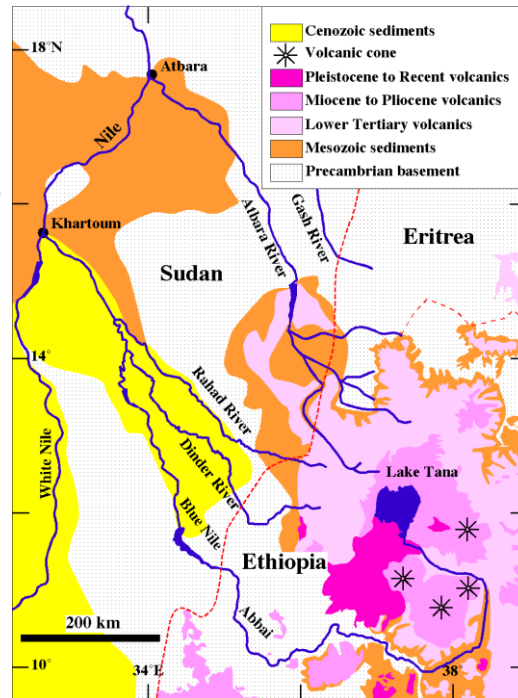 18°N
Atbara
Cenozoic sediments
Volcanic cone
Pleistocene to Recent volcanics
Miocene to Pliocene volcanics
Lower Tertiary volcanics
Mesozoic sediments
Precambrian basement
Nile
Khartoum
Atbara River
Gash River
Eritrea
Sudan
14°
Rahad River
White Nile
Dinder River
Lake Tana
Blue Nile
Ethiopia
Abbai
200 km
10°
34°E
38